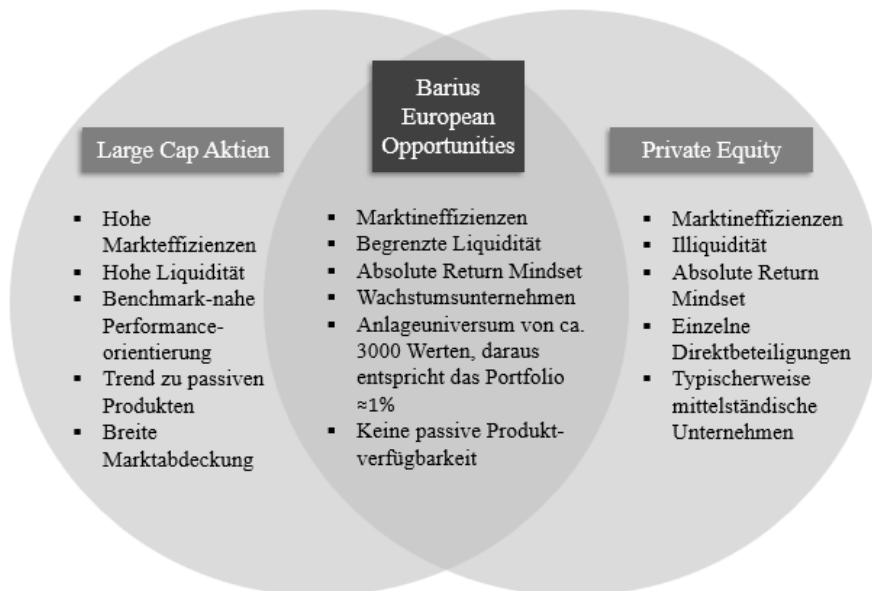 Large Cap Aktien
▪ Hohe
Markteffizienzen
▪ Hohe Liquidität
▪ Benchmark-nahe
Performance-
orientierung
▪ Trend zu passiven
Produkten
▪ Breite
Marktabdeckung
Barius
European
Opportunities
▪ Marktineffizienzen
▪ Begrenzte Liquidität
▪ Absolute Return Mindset
▪ Wachstumsunternehmen
▪ Anlageuniversum von ca.
3000 Werten, daraus
entspricht das Portfolio
≈1%
▪ Keine passive Produkt-
verfügbarkeit
Private Equity
▪ Marktineffizienzen
▪ Illiquidität
▪ Absolute Return
Mindset
▪ Einzelne
Direktbeteiligungen
▪ Typischerweise
mittelständische
Unternehmen